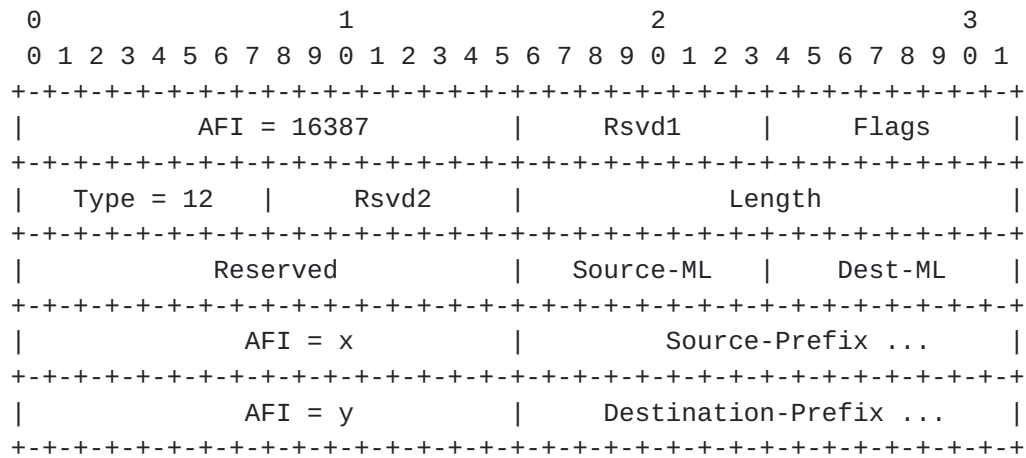 0                   1                   2                   3
 0 1 2 3 4 5 6 7 8 9 0 1 2 3 4 5 6 7 8 9 0 1 2 3 4 5 6 7 8 9 0 1
+-+-+-+-+-+-+-+-+-+-+-+-+-+-+-+-+-+-+-+-+-+-+-+-+-+-+-+-+-+-+-+-+
|           AFI = 16387         |     Rsvd1     |     Flags     |
+-+-+-+-+-+-+-+-+-+-+-+-+-+-+-+-+-+-+-+-+-+-+-+-+-+-+-+-+-+-+-+-+
|   Type = 12   |     Rsvd2     |             Length            |
+-+-+-+-+-+-+-+-+-+-+-+-+-+-+-+-+-+-+-+-+-+-+-+-+-+-+-+-+-+-+-+-+
|            Reserved           |   Source-ML   |    Dest-ML    |
+-+-+-+-+-+-+-+-+-+-+-+-+-+-+-+-+-+-+-+-+-+-+-+-+-+-+-+-+-+-+-+-+
|              AFI = x          |         Source-Prefix ...     |
+-+-+-+-+-+-+-+-+-+-+-+-+-+-+-+-+-+-+-+-+-+-+-+-+-+-+-+-+-+-+-+-+
|              AFI = y          |     Destination-Prefix ...    |
+-+-+-+-+-+-+-+-+-+-+-+-+-+-+-+-+-+-+-+-+-+-+-+-+-+-+-+-+-+-+-+-+